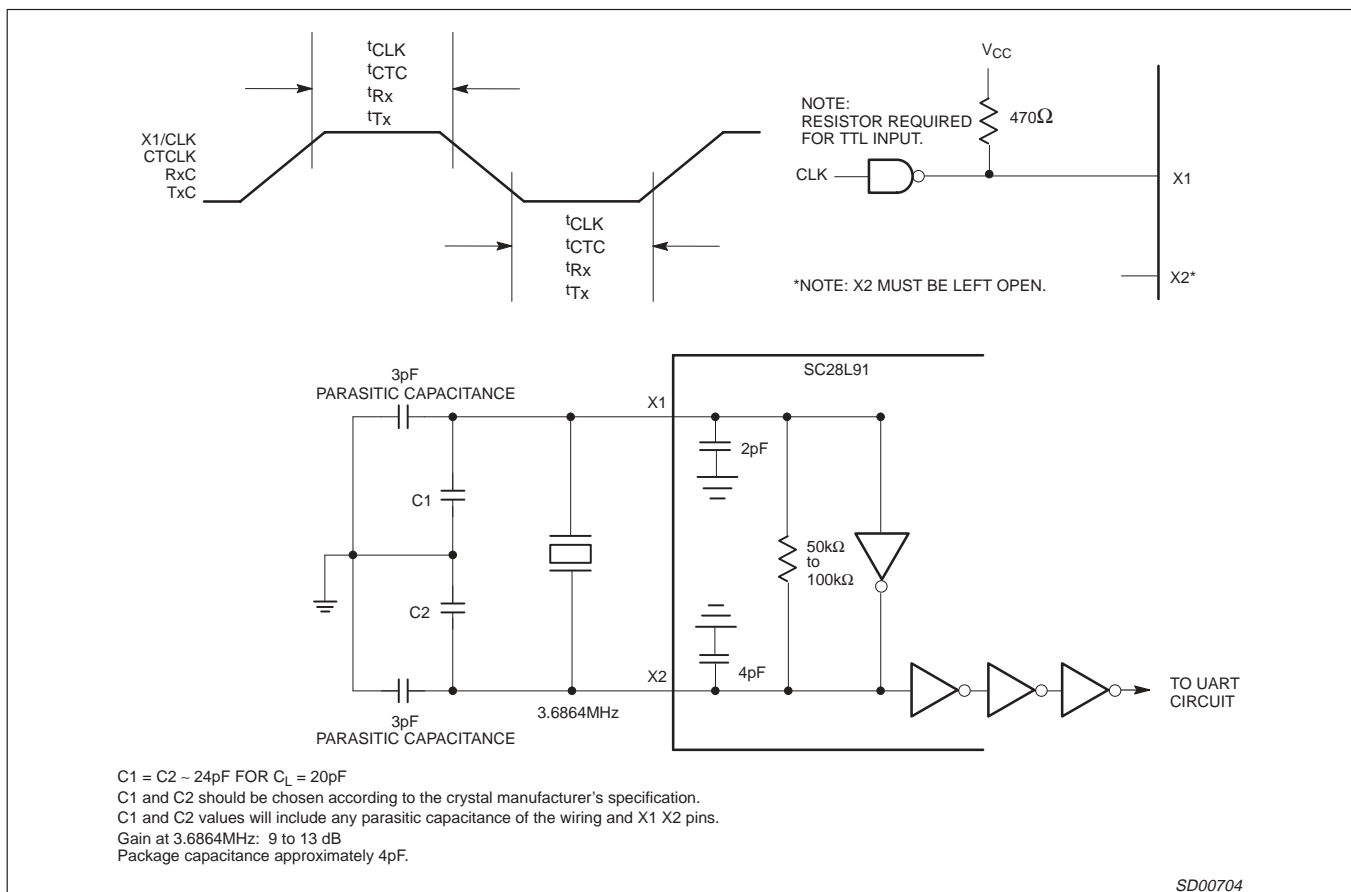 tCLK
tCTC
tRx
tTx
X1/CLK
CTCLK
RxC
TxC
tCLK
tCTC
tRx
tTx
VCC
NOTE:
RESISTOR REQUIRED
FOR TTL INPUT.
470Ω
CLK
X1
*NOTE: X2 MUST BE LEFT OPEN.
X2*
SC28L91
3pF
PARASITIC CAPACITANCE
X1
2pF
C1
50kΩ
to
100kΩ
C2
4pF
X2
3pF
PARASITIC CAPACITANCE
3.6864MHz
TO UART
CIRCUIT
C1 = C2 ~ 24pF FOR CL = 20pF
C1 and C2 should be chosen according to the crystal manufacturer's specification.
C1 and C2 values will include any parasitic capacitance of the wiring and X1 X2 pins.
Gain at 3.6864MHz: 9 to 13 dB
Package capacitance approximately 4pF.
SD00704